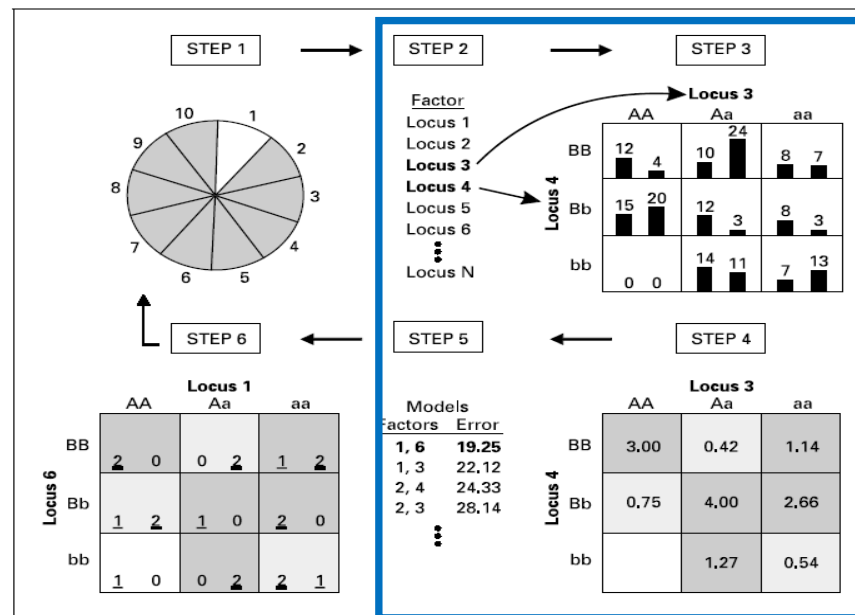 STEP 1
STEP 2
STEP 3
10
1
9
2
8
3
7
4
6
5
Factor
Locus 1
Locus 2
Locus 3
Locus 4
Locus 5
Locus 6
Locus N
Locus 3
AA Aa aa
Locus 4
BB 12 4 10 24 8 7
Bb 15 20 12 3 8 3
bb 0 0 14 11 7 13
STEP 6
STEP 5
STEP 4
Locus 1
AA Aa aa
Locus 6
BB 2 0 0 2 1 2
Bb 1 2 1 0 2 0
bb 1 0 0 2 2 1
Models
Factors Error
1, 6 19.25
1, 3 22.12
2, 4 24.33
2, 3 28.14
Locus 3
AA Aa aa
Locus 4
BB 3.00 0.42 1.14
Bb 0.75 4.00 2.66
bb 1.27 0.54